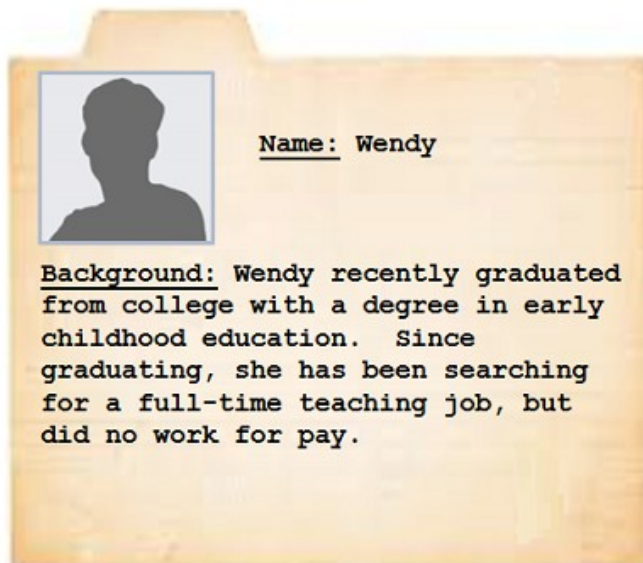 Name: Wendy
Background: Wendy recently graduated
from college with a degree in early
childhood education.  Since
graduating, she has been searching
for a full-time teaching job, but
did no work for pay.